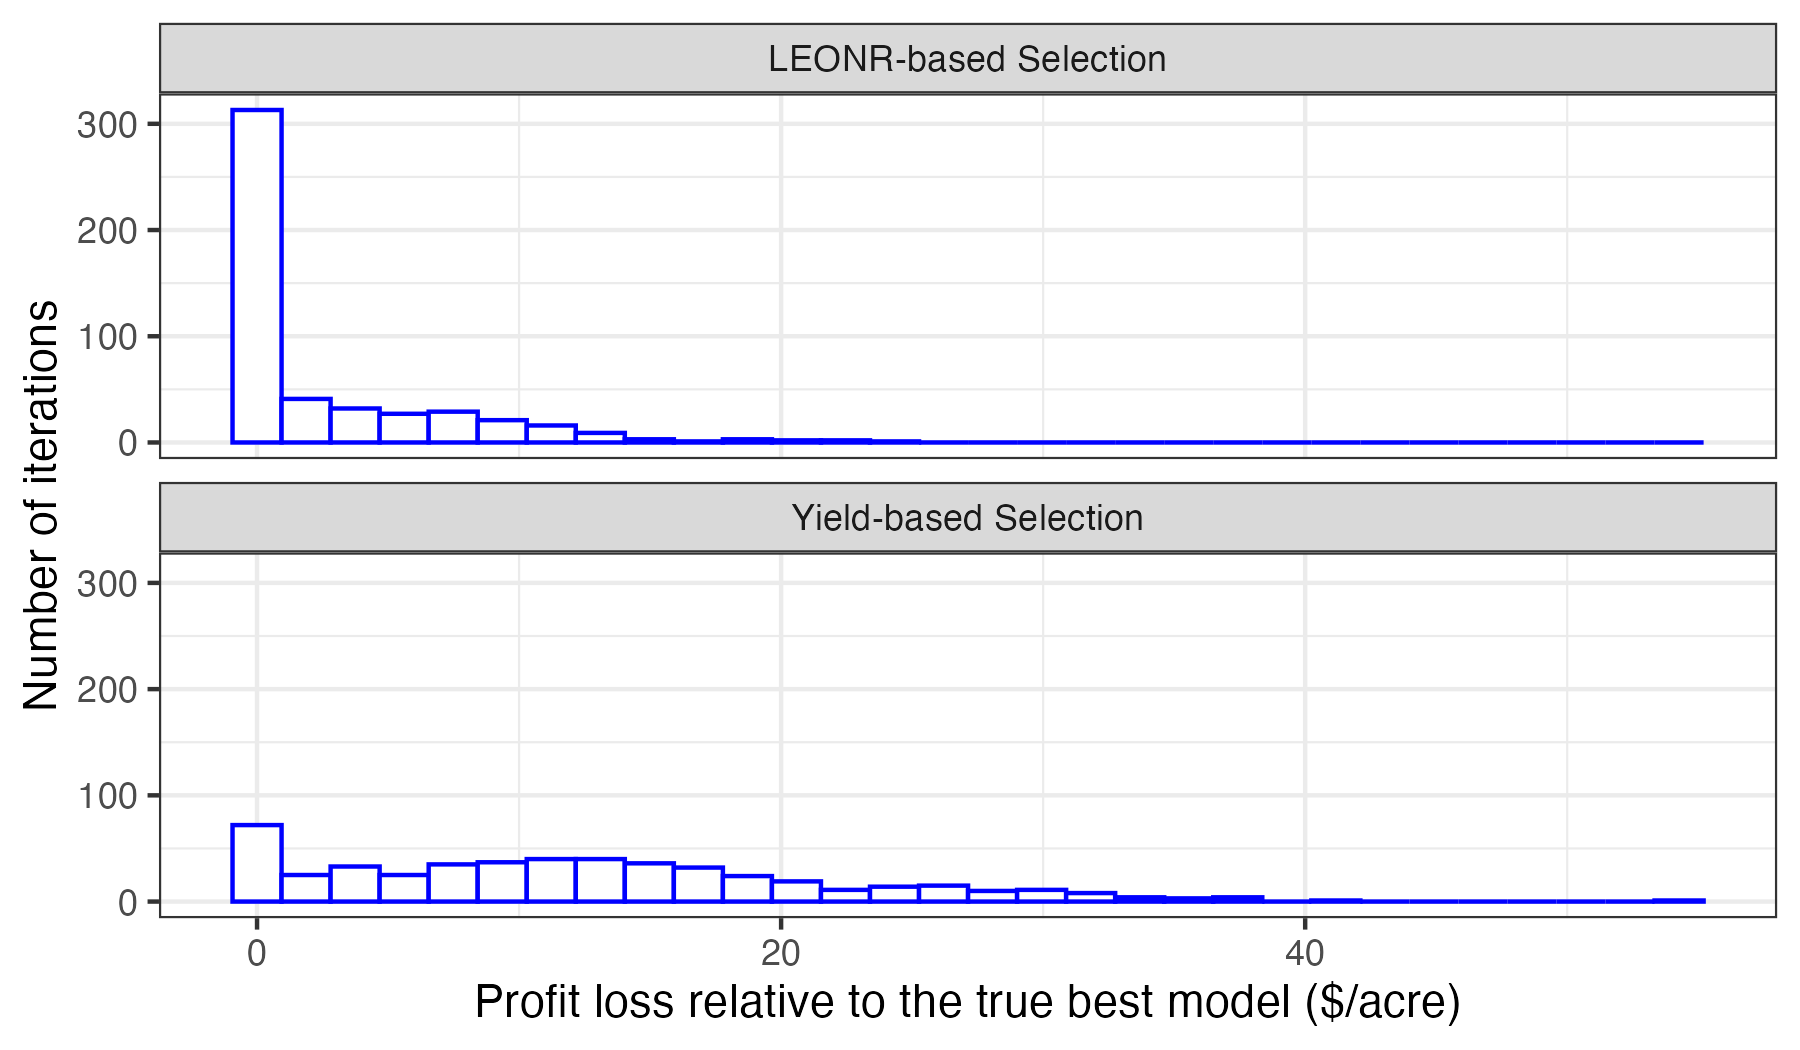 LEONR-based Selection
300
200
100
0
Number of iterations
Yield-based Selection
300
200
100
0
0 20 40
Profit loss relative to the true best model ($/acre)